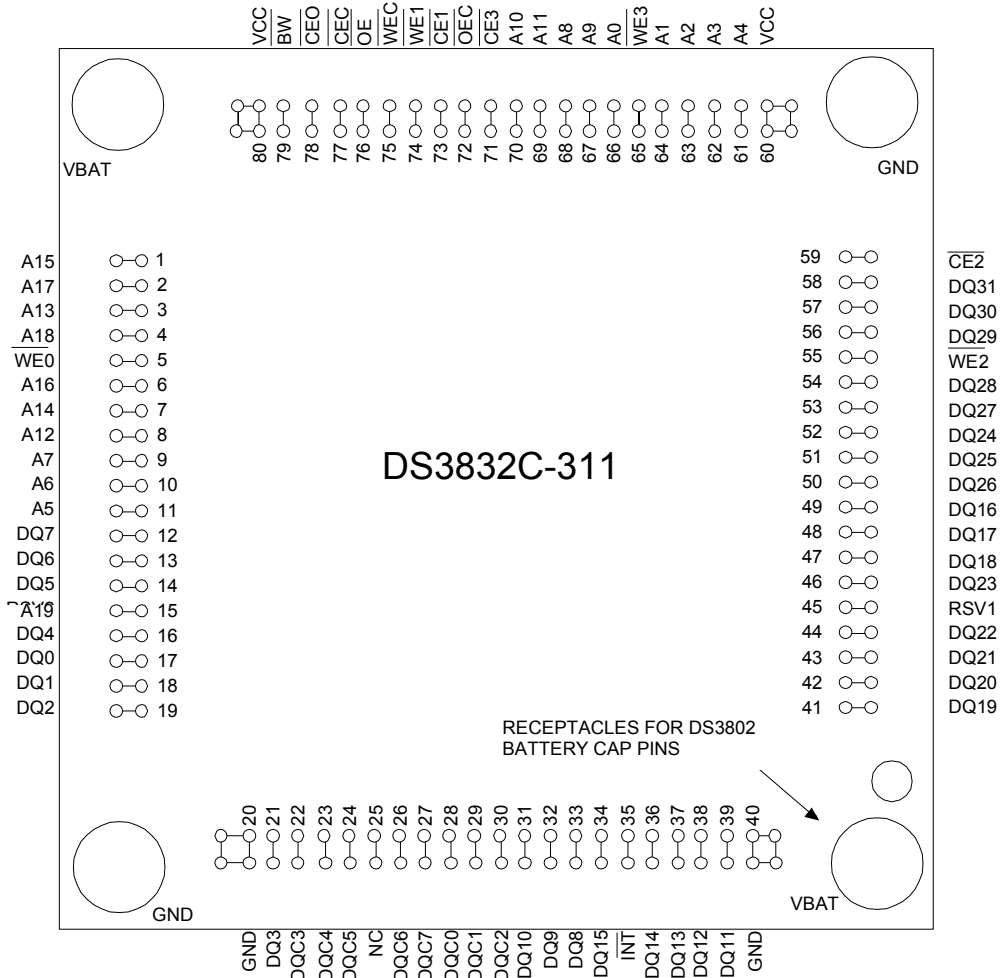 VCC BW CEO CEC OE WEC WE1 CE1 OEC CE3 A10 A11 A8 A9 A0 WE3 A1 A2 A3 A4 VCC
80 79 78 77 76 75 74 73 72 71 70 69 68 67 66 65 64 63 62 61 60
VBAT GND
A15 1 59 CE2
A17 2 58 DQ31
A13 3 57 DQ30
A18 4 56 DQ29
WE0 5 55 WE2
A16 6 54 DQ28
A14 7 53 DQ27
A12 8 52 DQ24
A7 9 51 DQ25
A6 10 50 DQ26
A5 11 49 DQ16
DQ7 12 48 DQ17
DQ6 13 47 DQ18
DQ5 14 46 DQ23
A19 15 45 RSV1
DQ4 16 44 DQ22
DQ0 17 43 DQ21
DQ1 18 42 DQ20
DQ2 19 41 DQ19
DS3832C-311
RECEPTACLES FOR DS3802
BATTERY CAP PINS
20 21 22 23 24 25 26 27 28 29 30 31 32 33 34 35 36 37 38 39 40
GND VBAT
GND DQ3 DQC3 DQC4 DQC5 NC DQC6 DQC7 DQC0 DQC1 DQC2 DQ10 DQ9 DQ8 DQ15 INT DQ14 DQ13 DQ12 DQ11 GND